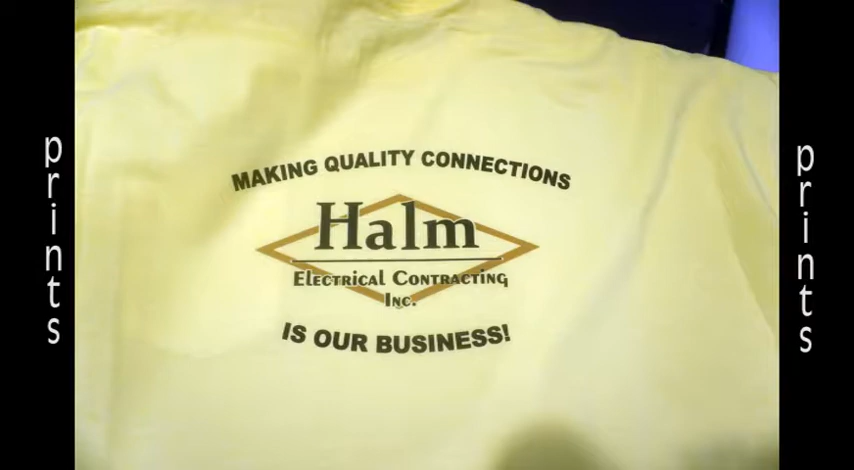 prints
MAKING QUALITY CONNECTIONS
Halm
ELECTRICAL CONTRACTING
INC.
IS OUR BUSINESS!
prints